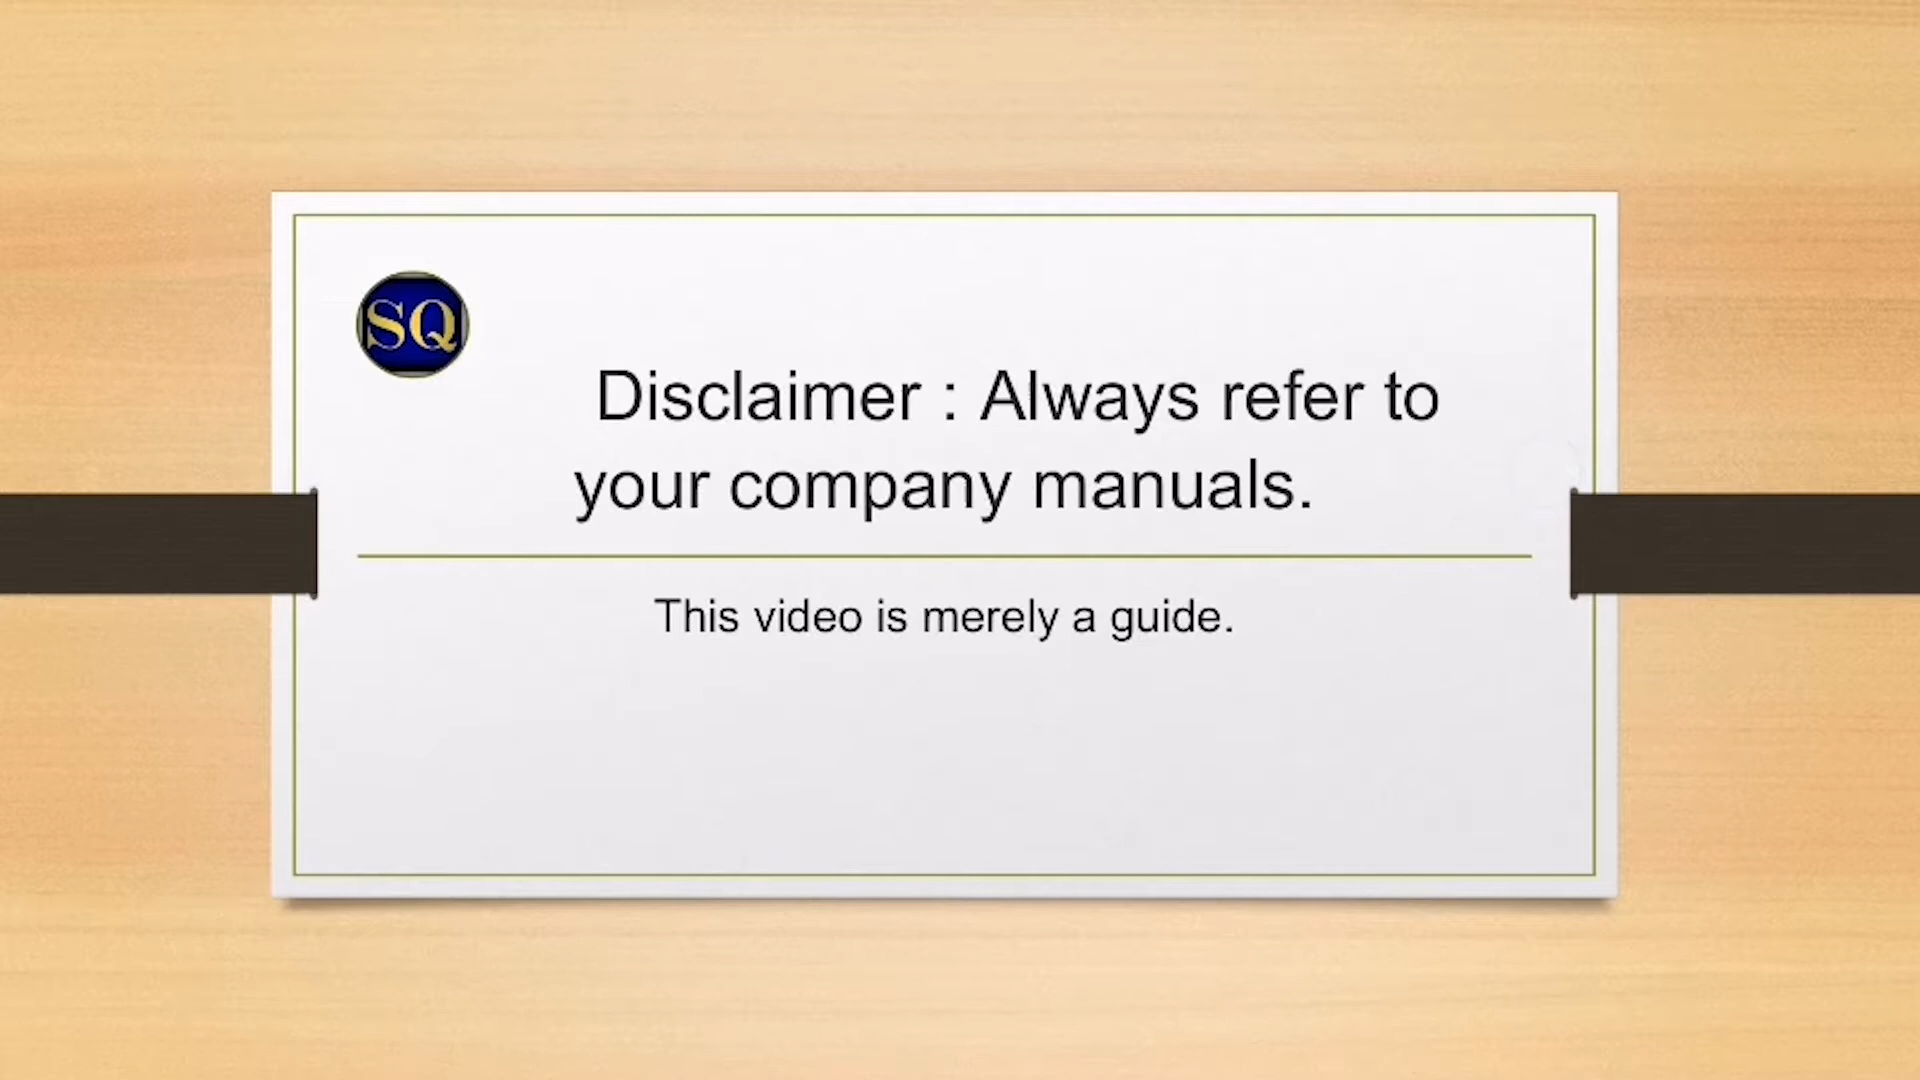 SQ
Disclaimer : Always refer to
your company manuals.
This video is merely a guide.